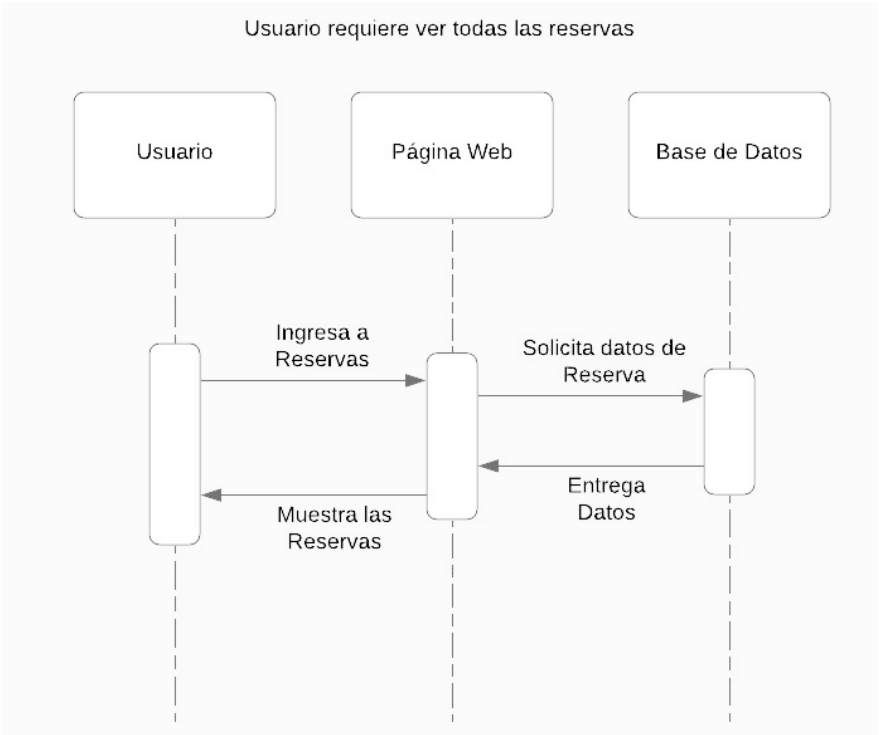 Usuario requiere ver todas las reservas
Usuario
Página Web
Base de Datos
Ingresa a
Reservas
Solicita datos de
Reserva
Entrega
Datos
Muestra las
Reservas